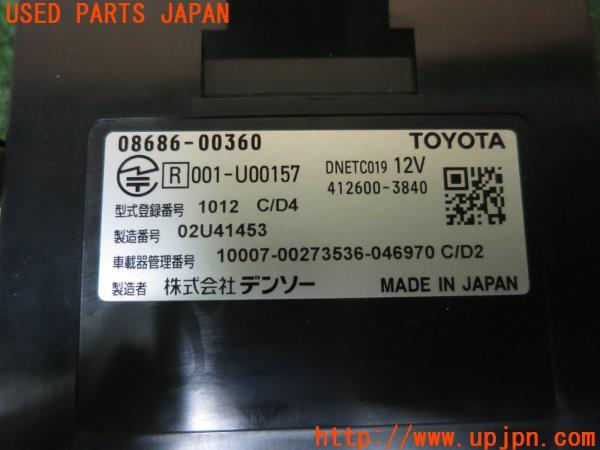 USED PARTS JAPAN
08686-00360 TOYOTA
R 001-U00157 DNETC019 12V
412600-3840
型式登録番号 1012 C/D4
製造番号 02U41453
車載器管理番号 10007-00273536-046970 C/D2
製造者 株式会社 デンソー MADE IN JAPAN
www.upjpn.com